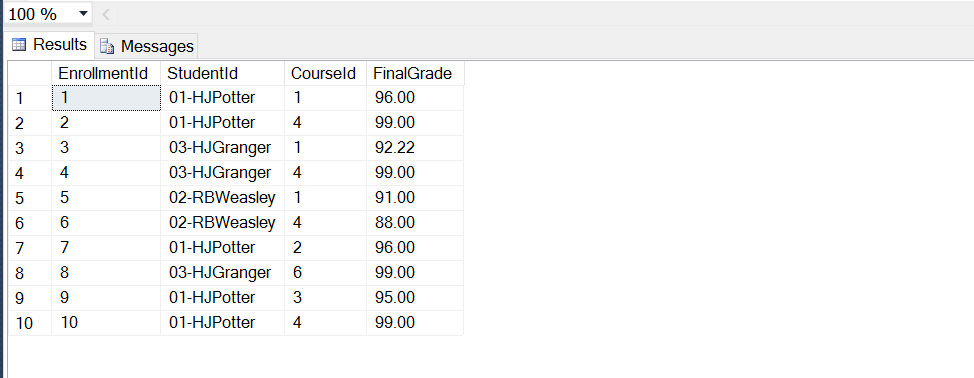 100 %
Results Messages
EnrollmentId StudentId CourseId FinalGrade
1 1 01-HJPotter 1 96.00
2 2 01-HJPotter 4 99.00
3 3 03-HJGranger 1 92.22
4 4 03-HJGranger 4 99.00
5 5 02-RBWeasley 1 91.00
6 6 02-RBWeasley 4 88.00
7 7 01-HJPotter 2 96.00
8 8 03-HJGranger 6 99.00
9 9 01-HJPotter 3 95.00
10 10 01-HJPotter 4 99.00